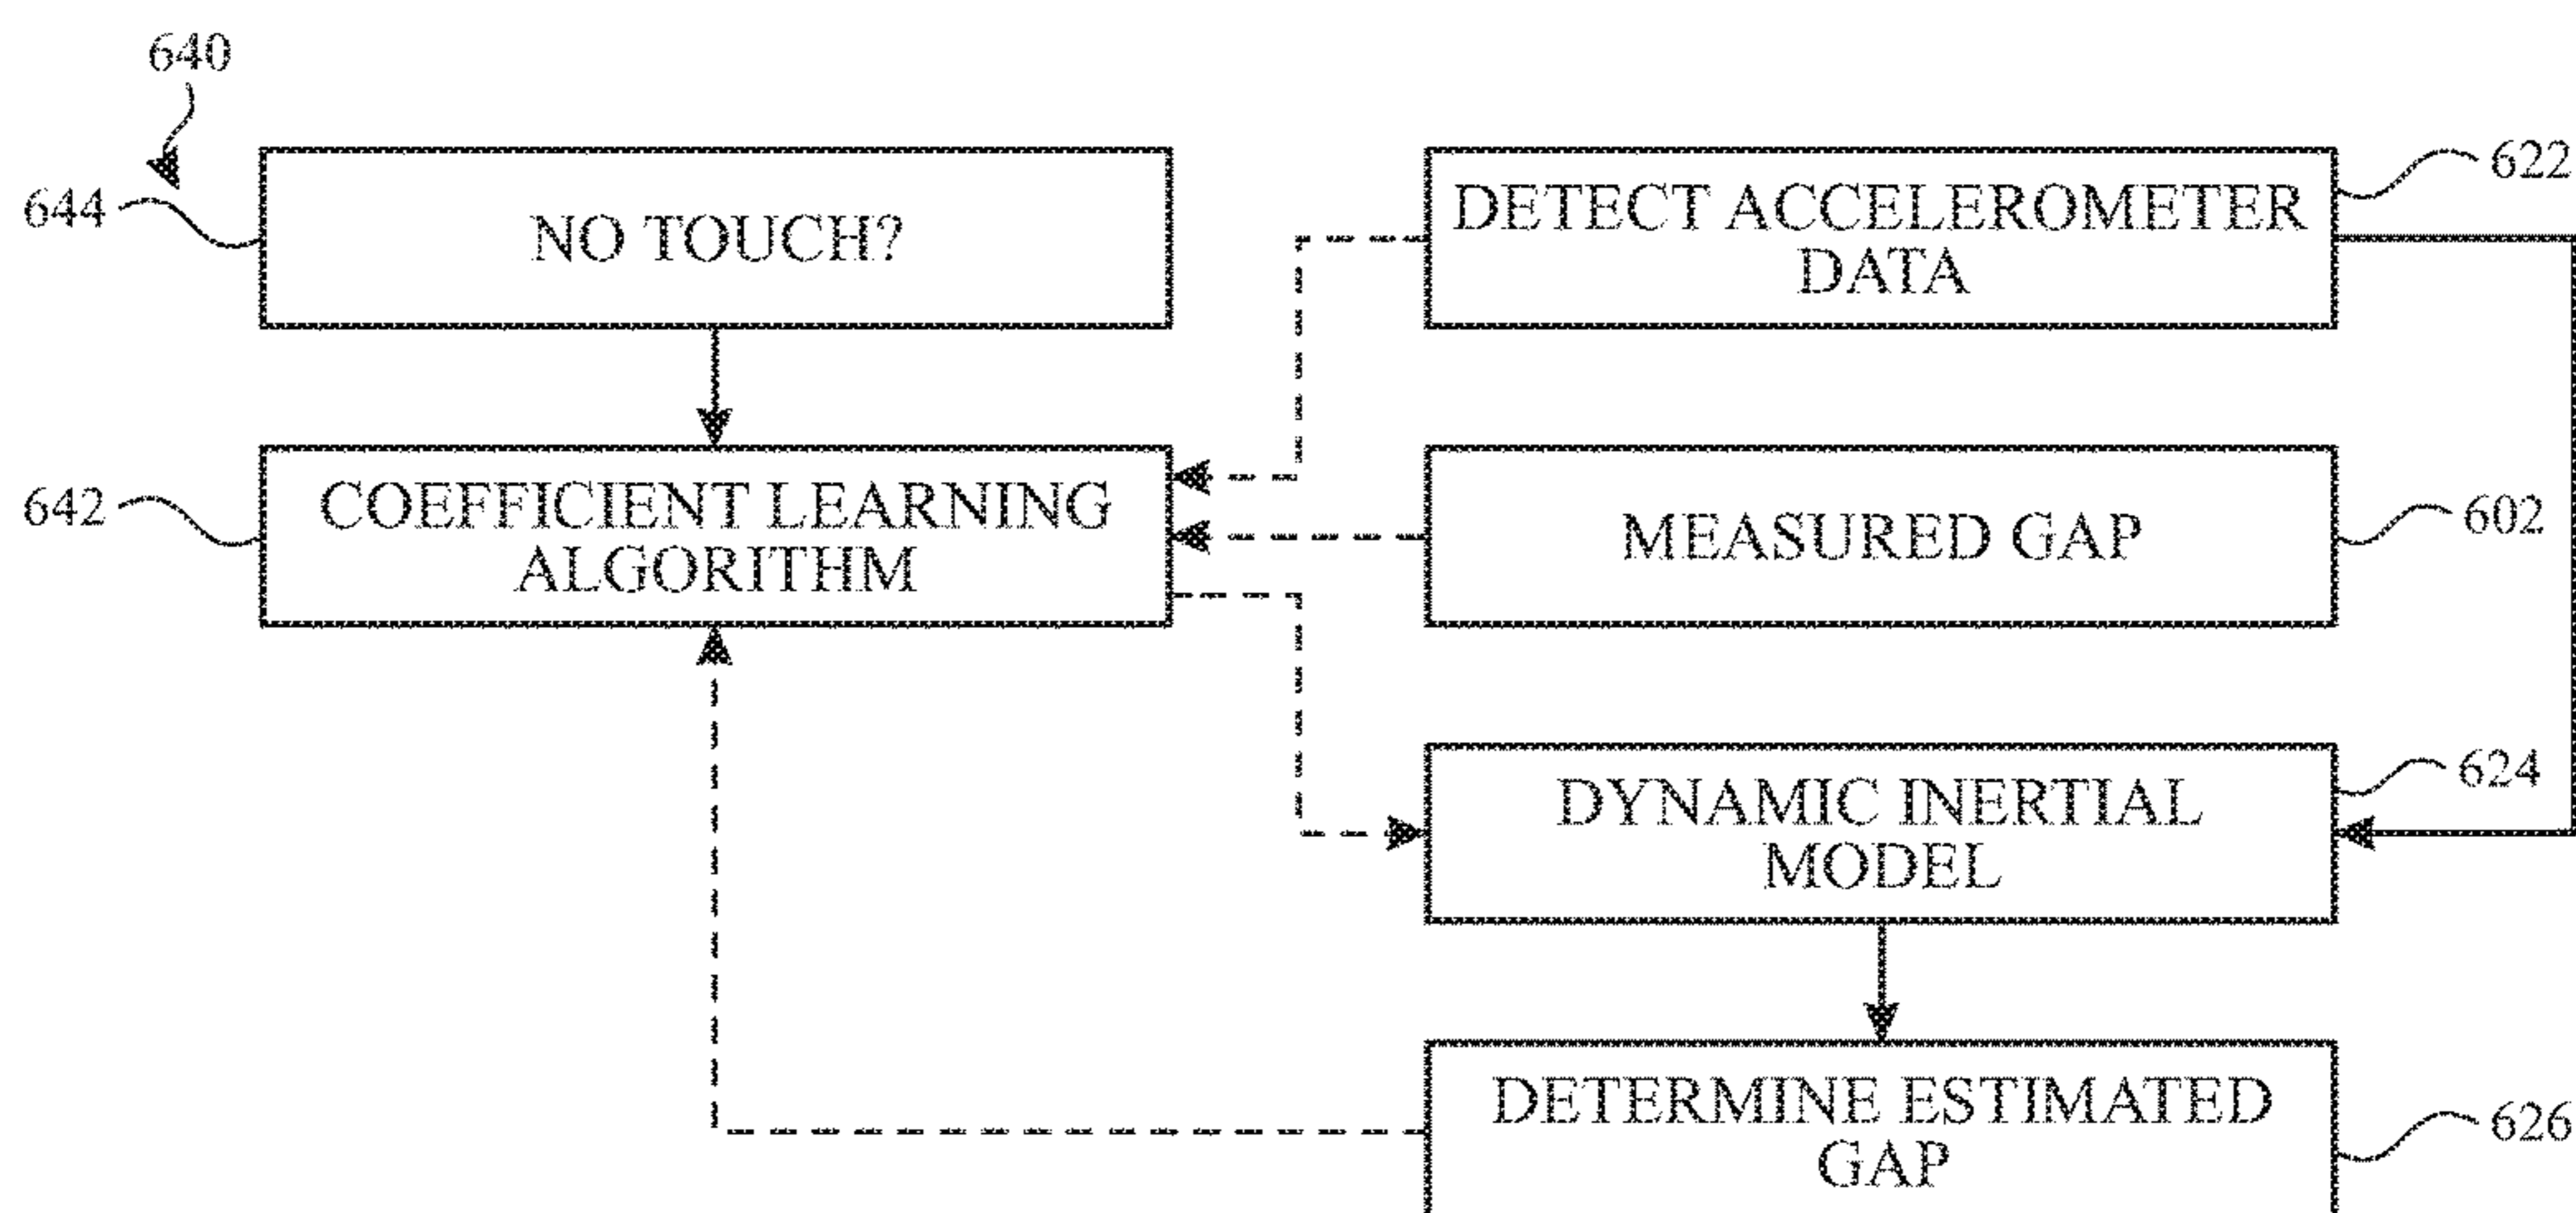 640
644
NO TOUCH?
DETECT ACCELEROMETER
DATA
622
642
COEFFICIENT LEARNING
ALGORITHM
MEASURED GAP
602
DYNAMIC INERTIAL
MODEL
624
DETERMINE ESTIMATED
GAP
626